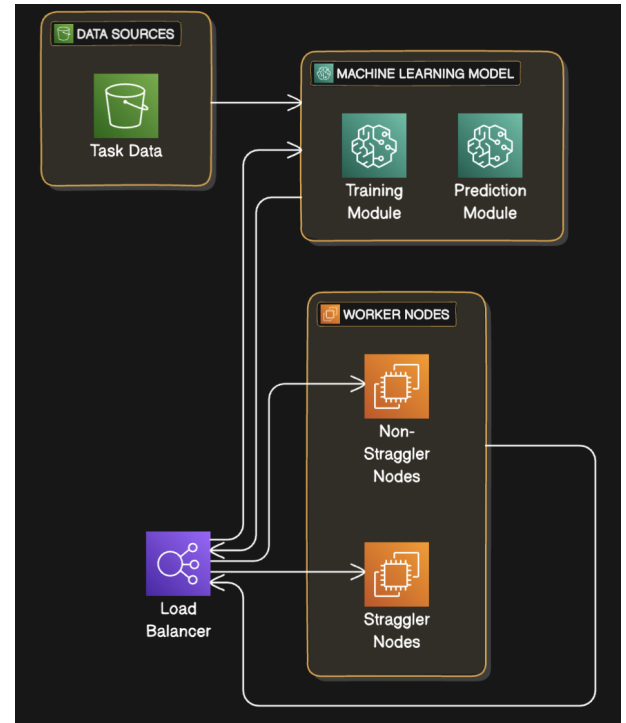 DATA SOURCES
Task Data
MACHINE LEARNING MODEL
Training
Module
Prediction
Module
WORKER NODES
Non-
Straggler
Nodes
Straggler
Nodes
Load
Balancer